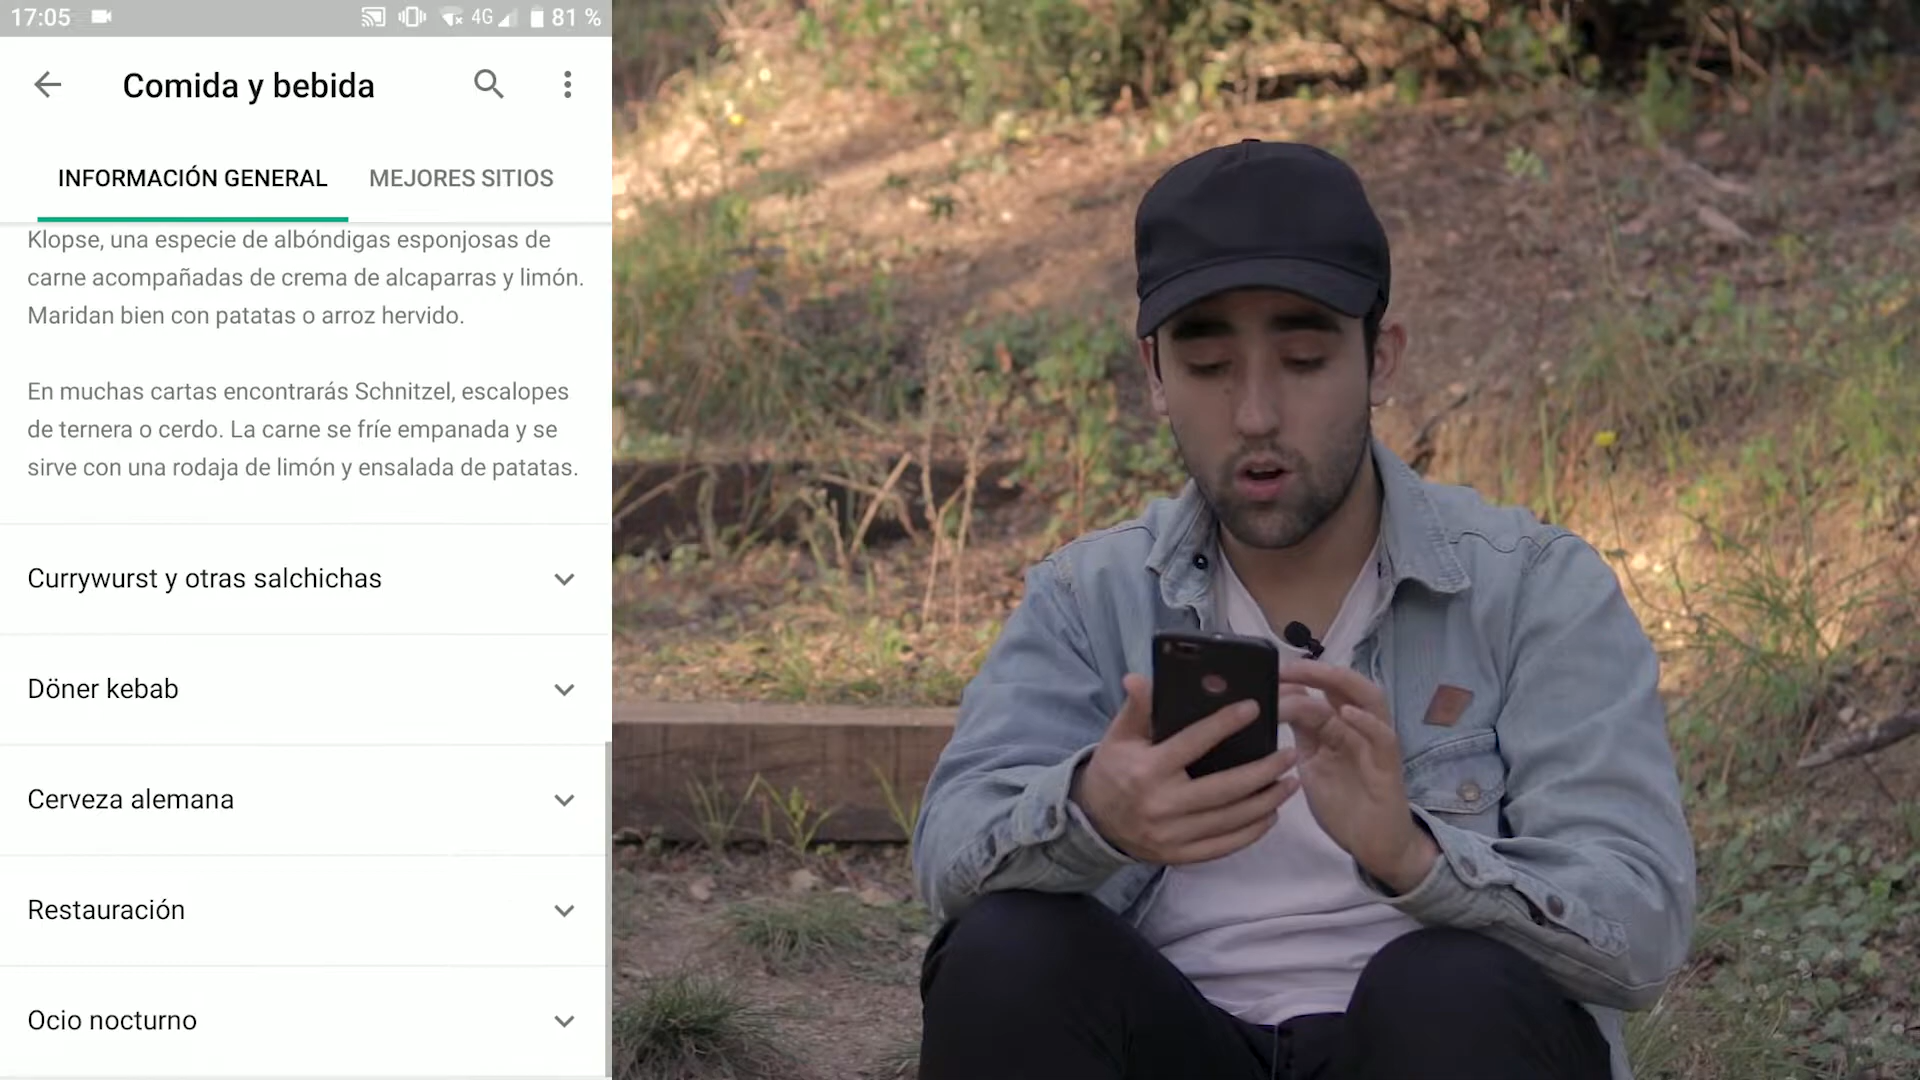 17:05 4G 81 %
Comida y bebida
INFORMACIÓN GENERAL MEJORES SITIOS
Klopse, una especie de albóndigas esponjosas de
carne acompañadas de crema de alcaparras y limón.
Maridan bien con patatas o arroz hervido.
En muchas cartas encontrarás Schnitzel, escalopes
de ternera o cerdo. La carne se fríe empanada y se
sirve con una rodaja de limón y ensalada de patatas.
Currywurst y otras salchichas
Döner kebab
Cerveza alemana
Restauración
Ocio nocturno